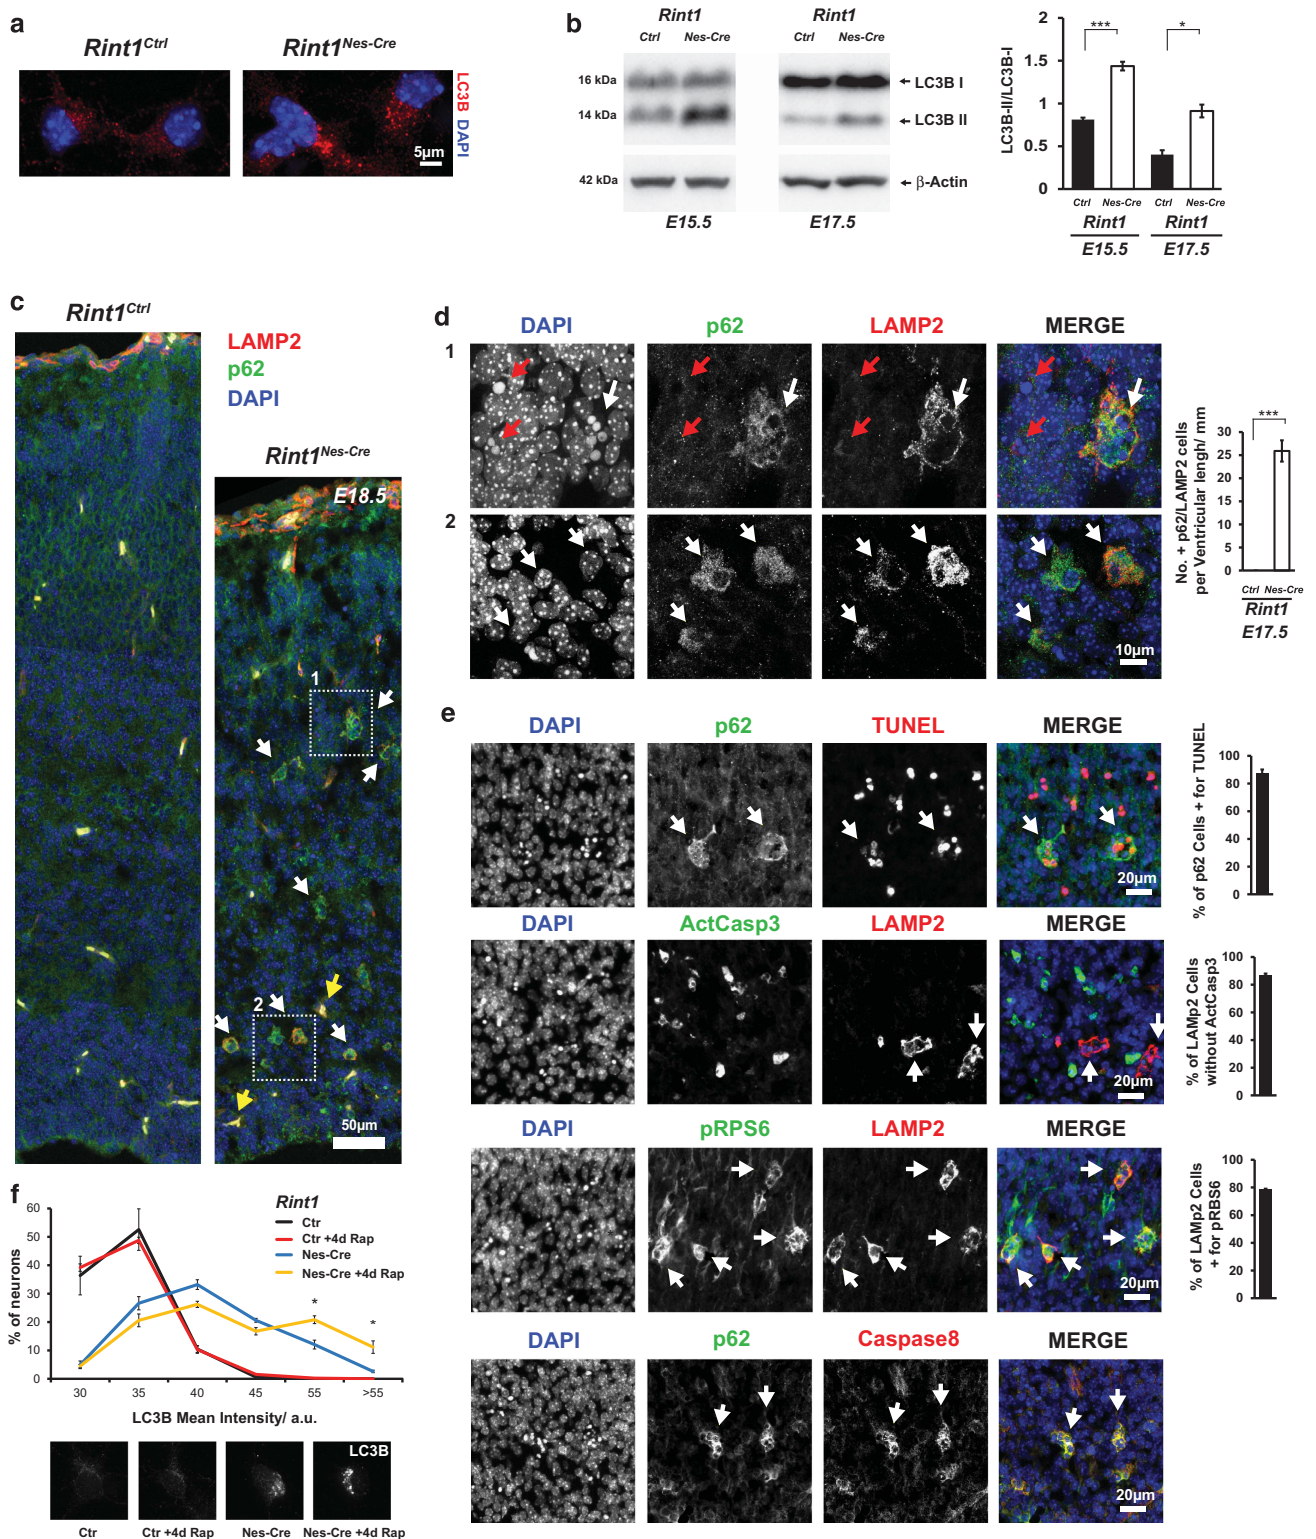 a
Rint1Ctrl
Rint1Nes-Cre
LC3B DAPI
5µm
b
Rint1
Rint1
Ctrl
Nes-Cre
Ctrl
Nes-Cre
16 kDa
LC3B I
14 kDa
LC3B II
42 kDa
β-Actin
E15.5
E17.5
LC3B-II/LC3B-I
2
1.5
1
0.5
0
***
*
Ctrl
Nes-Cre
Ctrl
Nes-Cre
Rint1
Rint1
E15.5
E17.5
c
Rint1Ctrl
LAMP2
p62
DAPI
Rint1Nes-Cre
E18.5
1
2
50µm
d
DAPI
p62
LAMP2
MERGE
1
2
10µm
No. + p62/LAMP2 cells
per Ventricular lengh/ mm
35
30
25
20
15
10
5
0
***
Ctrl Nes-Cre
Rint1
E17.5
e
DAPI
p62
TUNEL
MERGE
20µm
% of p62 Cells + for TUNEL
100
80
60
40
20
0
DAPI
ActCasp3
LAMP2
MERGE
20µm
% of LAMp2 Cells
without ActCasp3
100
80
60
40
20
0
DAPI
pRPS6
LAMP2
MERGE
20µm
% of LAMp2 Cells
+ for pRBS6
100
80
60
40
20
0
DAPI
p62
Caspase8
MERGE
20µm
f
Rint1
Ctr
Ctr +4d Rap
Nes-Cre
Nes-Cre +4d Rap
% of neurons
60
50
40
30
20
10
0
*
*
30
35
40
45
55
>55
LC3B Mean Intensity/ a.u.
LC3B
Ctr
Ctr +4d Rap
Nes-Cre
Nes-Cre +4d Rap